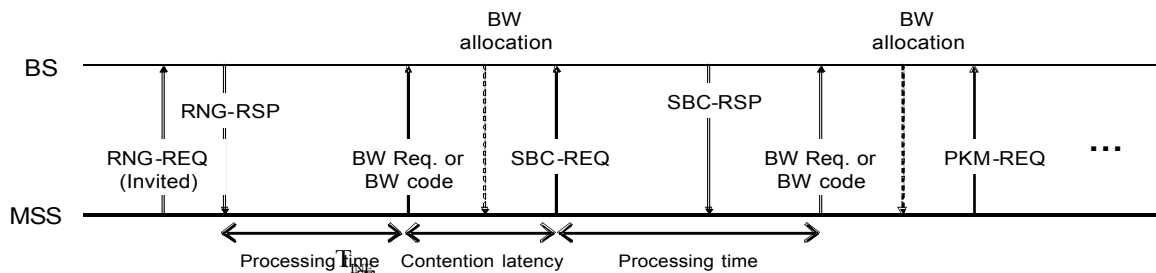 BW
allocation
BW
allocation
BS
RNG-RSP
SBC-RSP
RNG-REQ
(Invited)
BW Req. or
BW code
SBC-REQ
BW Req. or
BW code
PKM-REQ
...
MSS
Processing time
Contention latency
Processing time